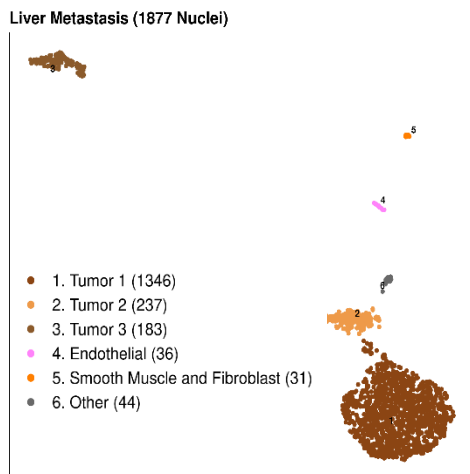 Liver Metastasis (1877 Nuclei)
3
5
4
6
2
1
1. Tumor 1 (1346)
2. Tumor 2 (237)
3. Tumor 3 (183)
4. Endothelial (36)
5. Smooth Muscle and Fibroblast (31)
6. Other (44)